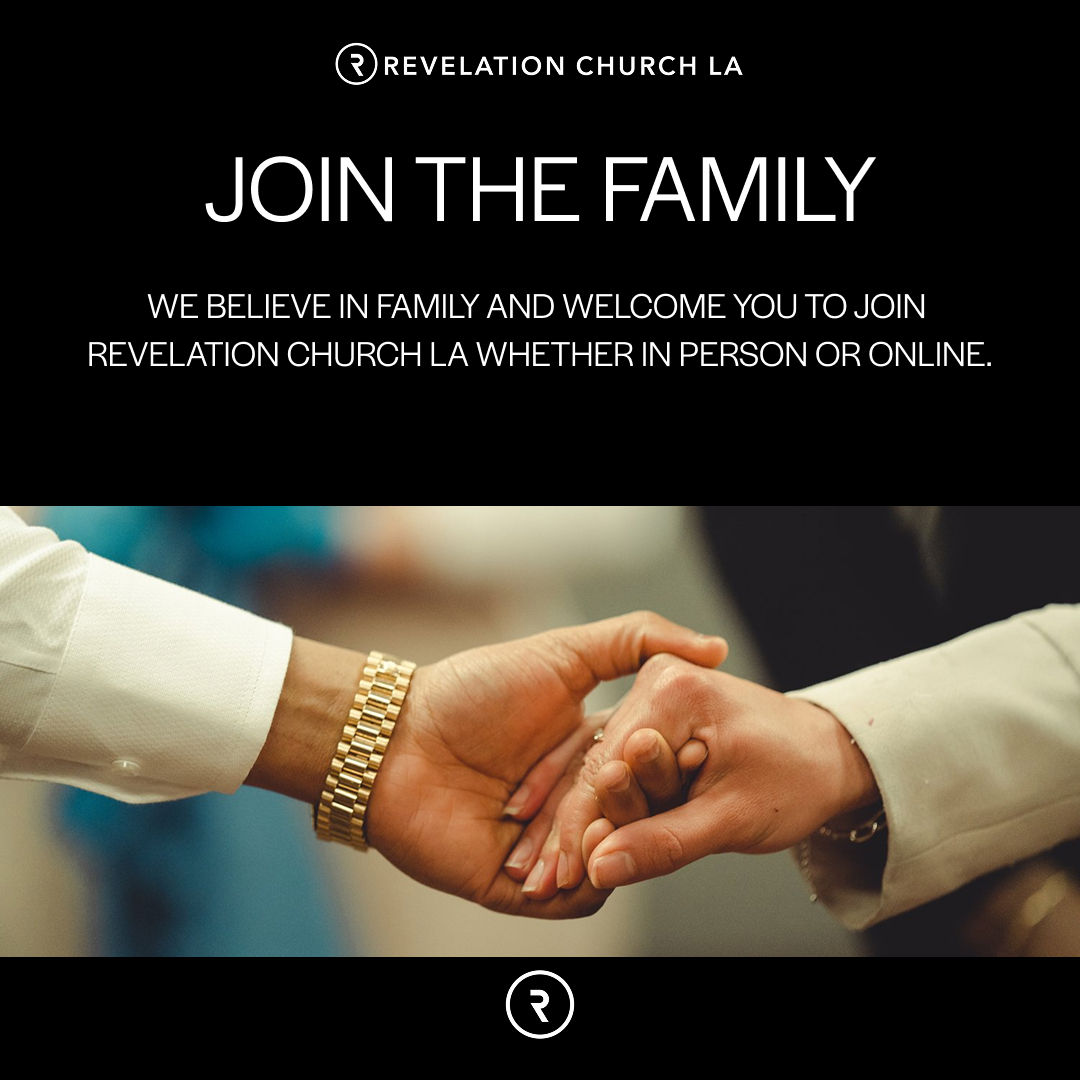 R REVELATION CHURCH LA
JOIN THE FAMILY
WE BELIEVE IN FAMILY AND WELCOME YOU TO JOIN
REVELATION CHURCH LA WHETHER IN PERSON OR ONLINE.
R